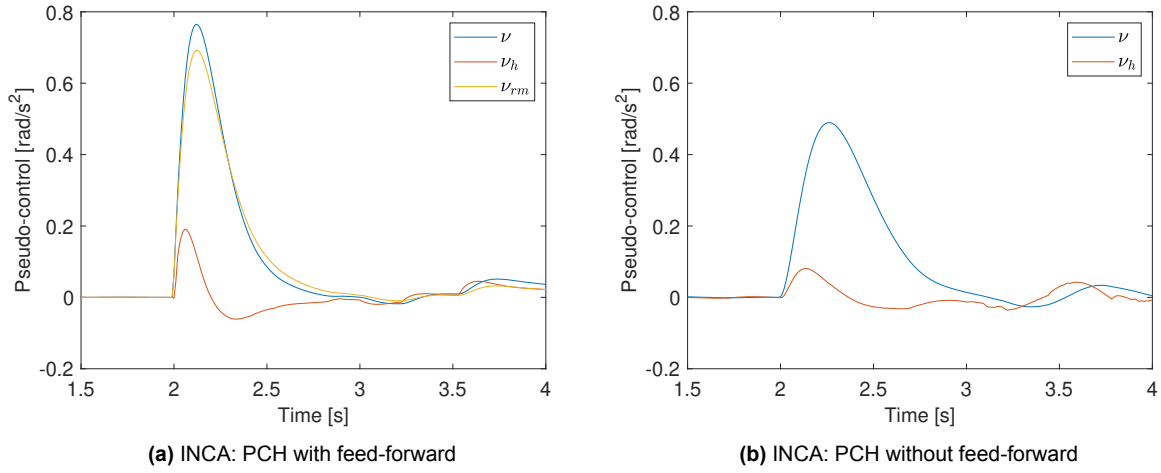 0.8
0.6
0.4
0.2
0
-0.2
Pseudo-control [rad/s²]
ν
ν_h
ν_rm
1.5 2 2.5 3 3.5 4
Time [s]
(a) INCA: PCH with feed-forward
0.8
0.6
0.4
0.2
0
-0.2
Pseudo-control [rad/s²]
ν
ν_h
1.5 2 2.5 3 3.5 4
Time [s]
(b) INCA: PCH without feed-forward